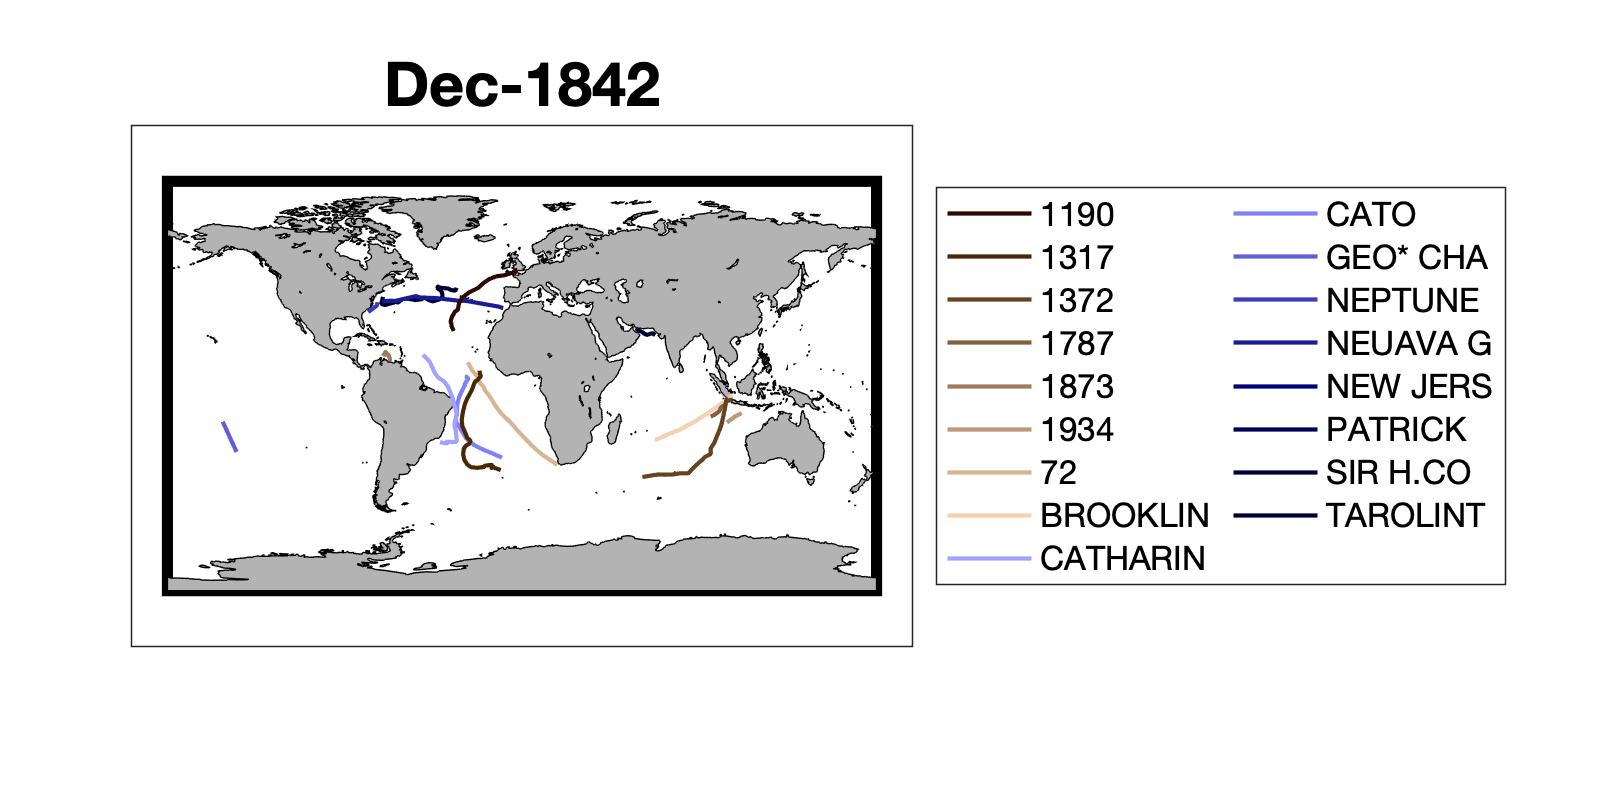 Dec-1842
1190
1317
1372
1787
1873
1934
72
BROOKLIN
CATHARIN
CATO
GEO* CHA
NEPTUNE
NEUAVA G
NEW JERS
PATRICK
SIR H.CO
TAROLINT